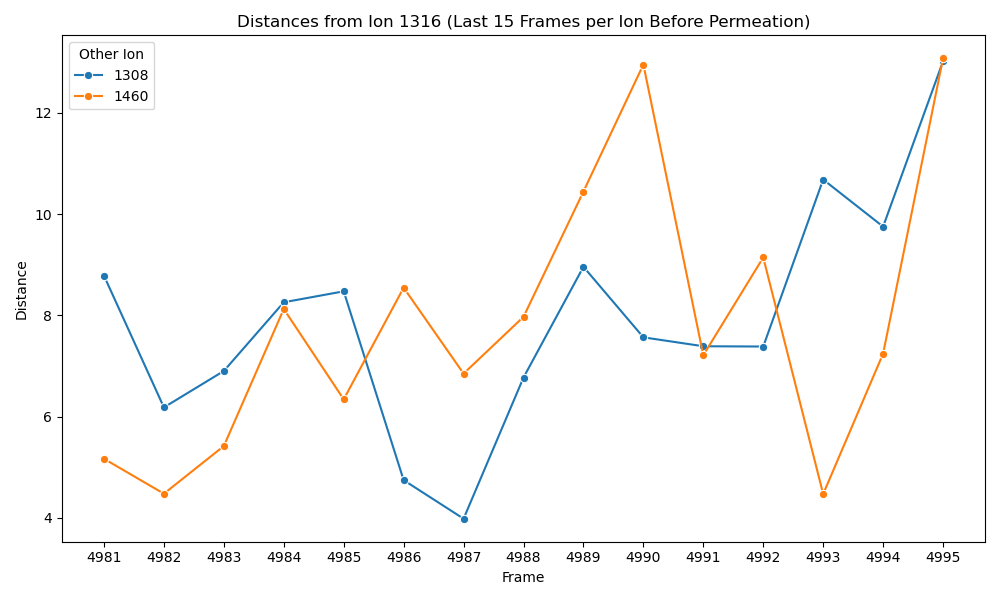 Distances from Ion 1316 (Last 15 Frames per Ion Before Permeation)
Other Ion
1308
1460
Distance
12
10
8
6
4
4981 4982 4983 4984 4985 4986 4987 4988 4989 4990 4991 4992 4993 4994 4995
Frame